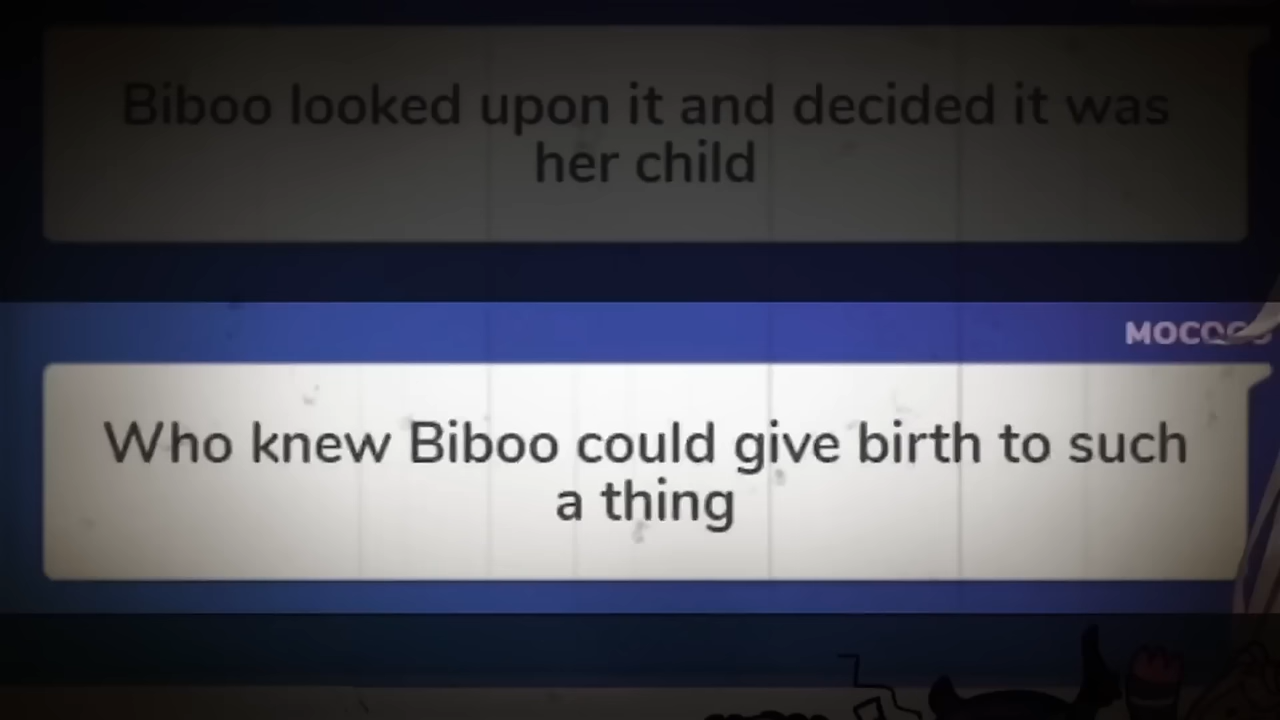 Biboo looked upon it and decided it was
her child
MOCOCO
Who knew Biboo could give birth to such
a thing